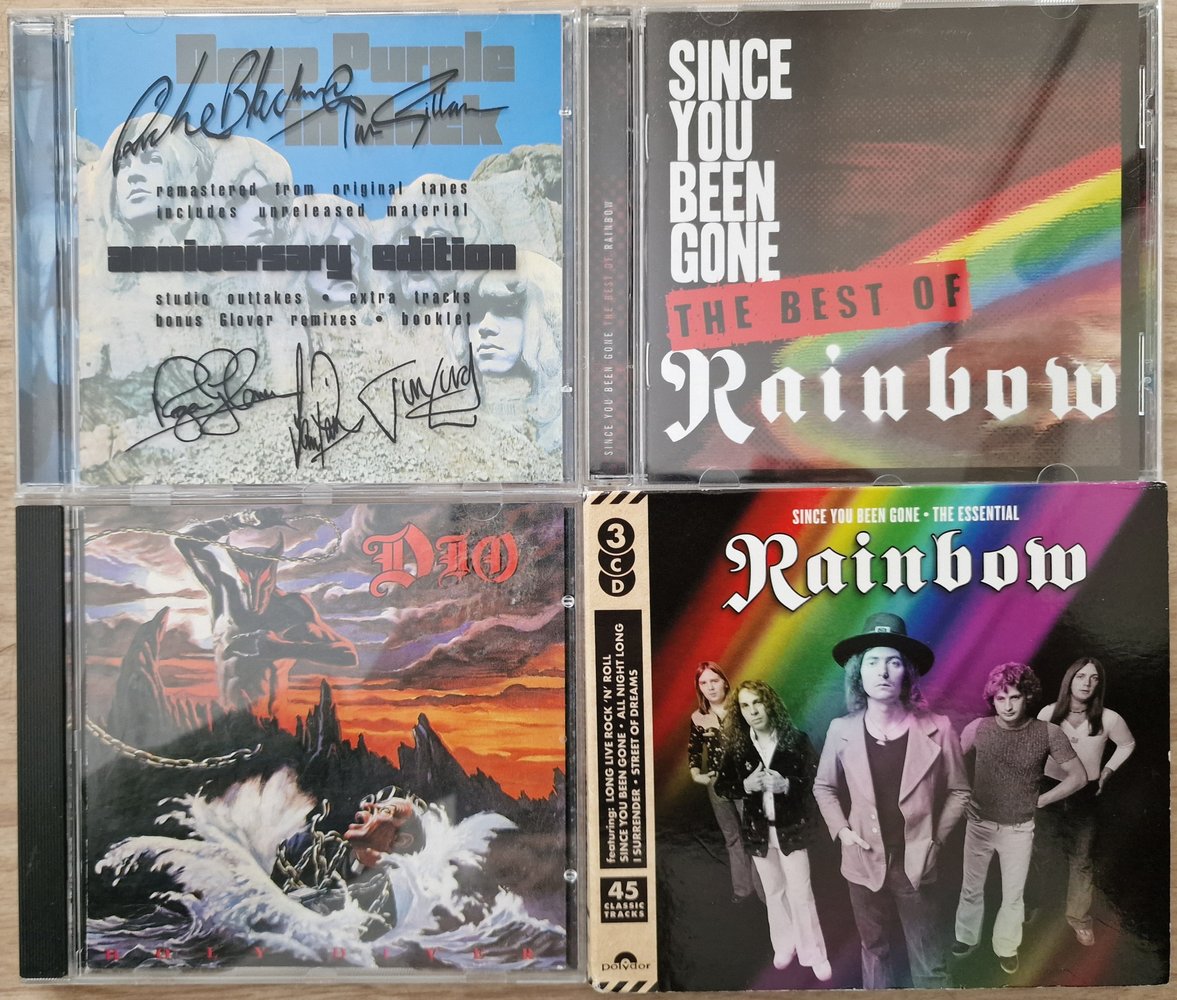 Deep Purple
in Rock
remastered from original tapes
includes unreleased material
anniversary edition
studio outtakes • extra tracks
bonus Glover remixes • booklet
SINCE YOU BEEN GONE THE BEST OF RAINBOW
SINCE
YOU
BEEN
GONE
THE BEST OF
Rainbow
DIO
HOLY DIVER
3
C
D
featuring: LONG LIVE ROCK 'N' ROLL
SINCE YOU BEEN GONE • ALL NIGHT LONG
I SURRENDER • STREET OF DREAMS
45
CLASSIC
TRACKS
polydor
SINCE YOU BEEN GONE • THE ESSENTIAL
Rainbow